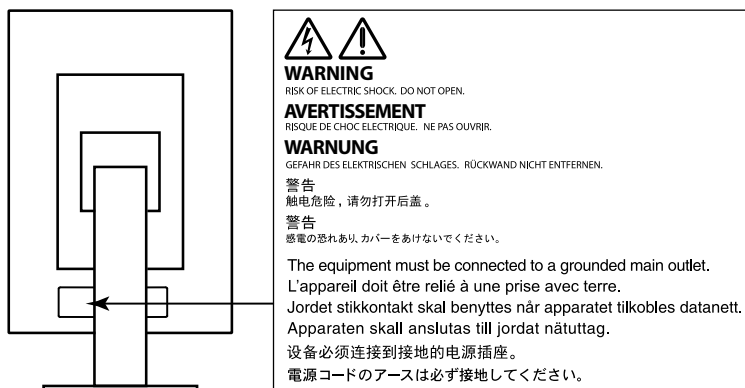 WARNING
RISK OF ELECTRIC SHOCK. DO NOT OPEN.
AVERTISSEMENT
RISQUE DE CHOC ELECTRIQUE. NE PAS OUVRIR.
WARNUNG
GEFAHR DES ELEKTRISCHEN SCHLAGES. RÜCKWAND NICHT ENTFERNEN.
警告
触电危险，请勿打开后盖。
警告
感電の恐れあり、カバーをあけないでください。
The equipment must be connected to a grounded main outlet.
L'appareil doit être relié à une prise avec terre.
Jordet stikkontakt skal benyttes når apparatet tilkobles datanett.
Apparaten skall anslutas till jordat nätuttag.
设备必须连接到接地的电源插座。
電源コードのアースは必ず接地してください。